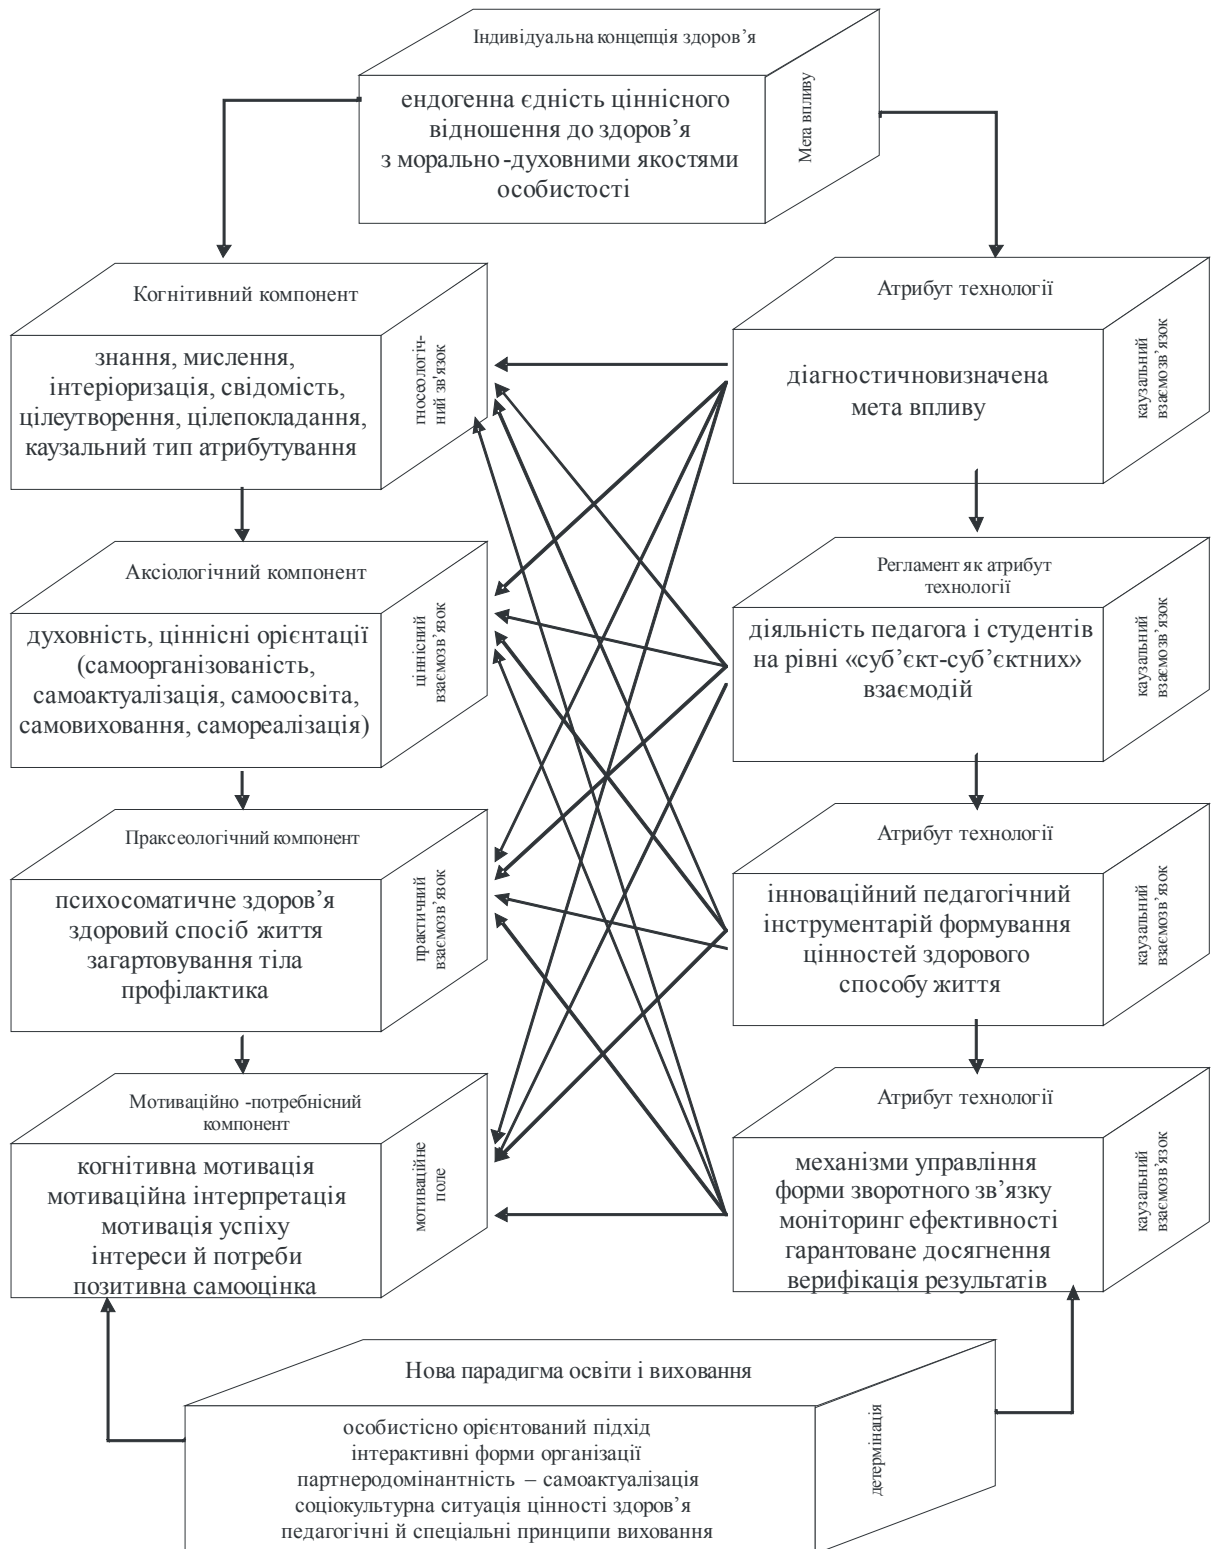 Індивідуальна концепція здоров’я
ендогенна єдність ціннісного
відношення до здоров’я
з морально-духовними якостями
особистості
Мета впливу
Когнітивний компонент
знання, мислення,
інтеріоризація, свідомість,
цілеутворення, цілепокладання,
каузальний тип атрибутування
гносеологіч-
ний зв'язок
Атрибут технології
діагностичновизначена
мета впливу
каузальний
взаємозв’язок
Аксіологічний компонент
духовність, ціннісні орієнтації
(самоорганізованість,
самоактуалізація, самоосвіта,
самовиховання, самореалізація)
ціннісний
взаємозв’язок
Регламент як атрибут
технології
діяльність педагога і студентів
на рівні «суб’єкт-суб’єктних»
взаємодій
каузальний
взаємозв’язок
Праксеологічний компонент
психосоматичне здоров’я
здоровий спосіб життя
загартовування тіла
профілактика
практичний
взаємозв’язок
Атрибут технології
інноваційний педагогічний
інструментарій формування
цінностей здорового
способу життя
каузальний
взаємозв’язок
Мотиваційно -потребнісний
компонент
когнітивна мотивація
мотиваційна інтерпретація
мотивація успіху
інтереси й потреби
позитивна самооцінка
мотиваційне
поле
Атрибут технології
механізми управління
форми зворотного зв’язку
моніторинг ефективності
гарантоване досягнення
верифікація результатів
каузальний
взаємозв’язок
Нова парадигма освіти і виховання
особистісно орієнтований підхід
інтерактивні форми організації
партнеродомінантність – самоактуалізація
соціокультурна ситуація цінності здоров’я
педагогічні й спеціальні принципи виховання
детермінація